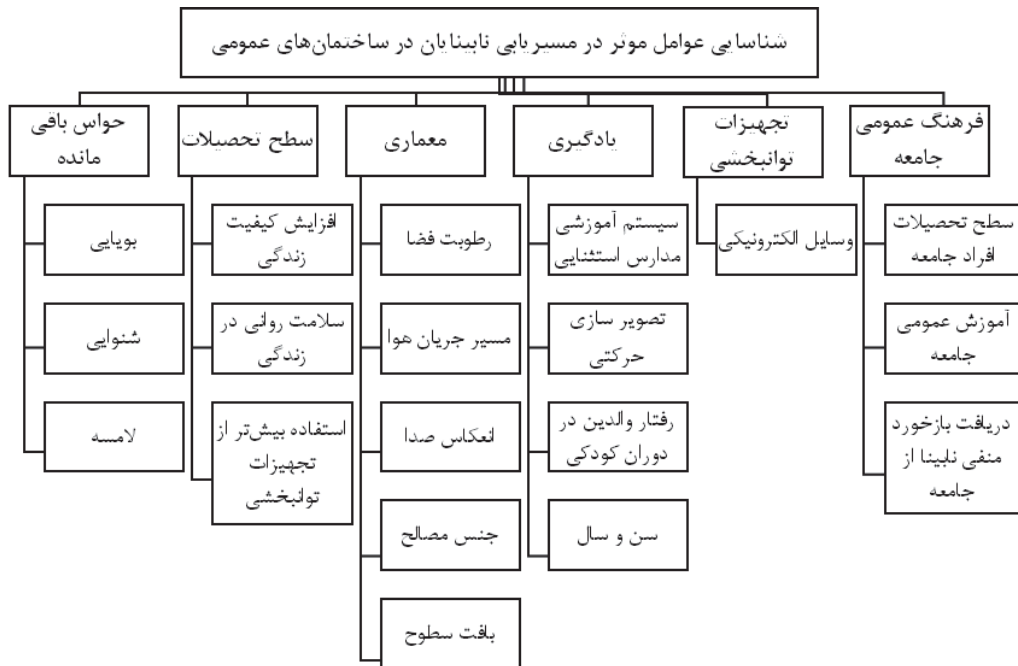 شناسایی عوامل موثر در مسیریابی نابینایان در ساختمان‌های عمومی
فرهنگ عمومی
جامعه
سطح تحصیلات
افراد جامعه
آموزش عمومی
جامعه
دریافت بازخورد
منفی نابینا از
جامعه
تجهیزات
توانبخشی
وسایل الکترونیکی
یادگیری
سیستم آموزشی
مدارس استثنایی
تصویر سازی
حرکتی
رفتار والدین در
دوران کودکی
سن و سال
معماری
رطوبت فضا
مسیر جریان هوا
انعکاس صدا
جنس مصالح
بافت سطوح
سطح تحصیلات
افزایش کیفیت
زندگی
سلامت روانی در
زندگی
استفاده بیش‌تر از
تجهیزات
توانبخشی
حواس باقی
مانده
بویایی
شنوایی
لامسه